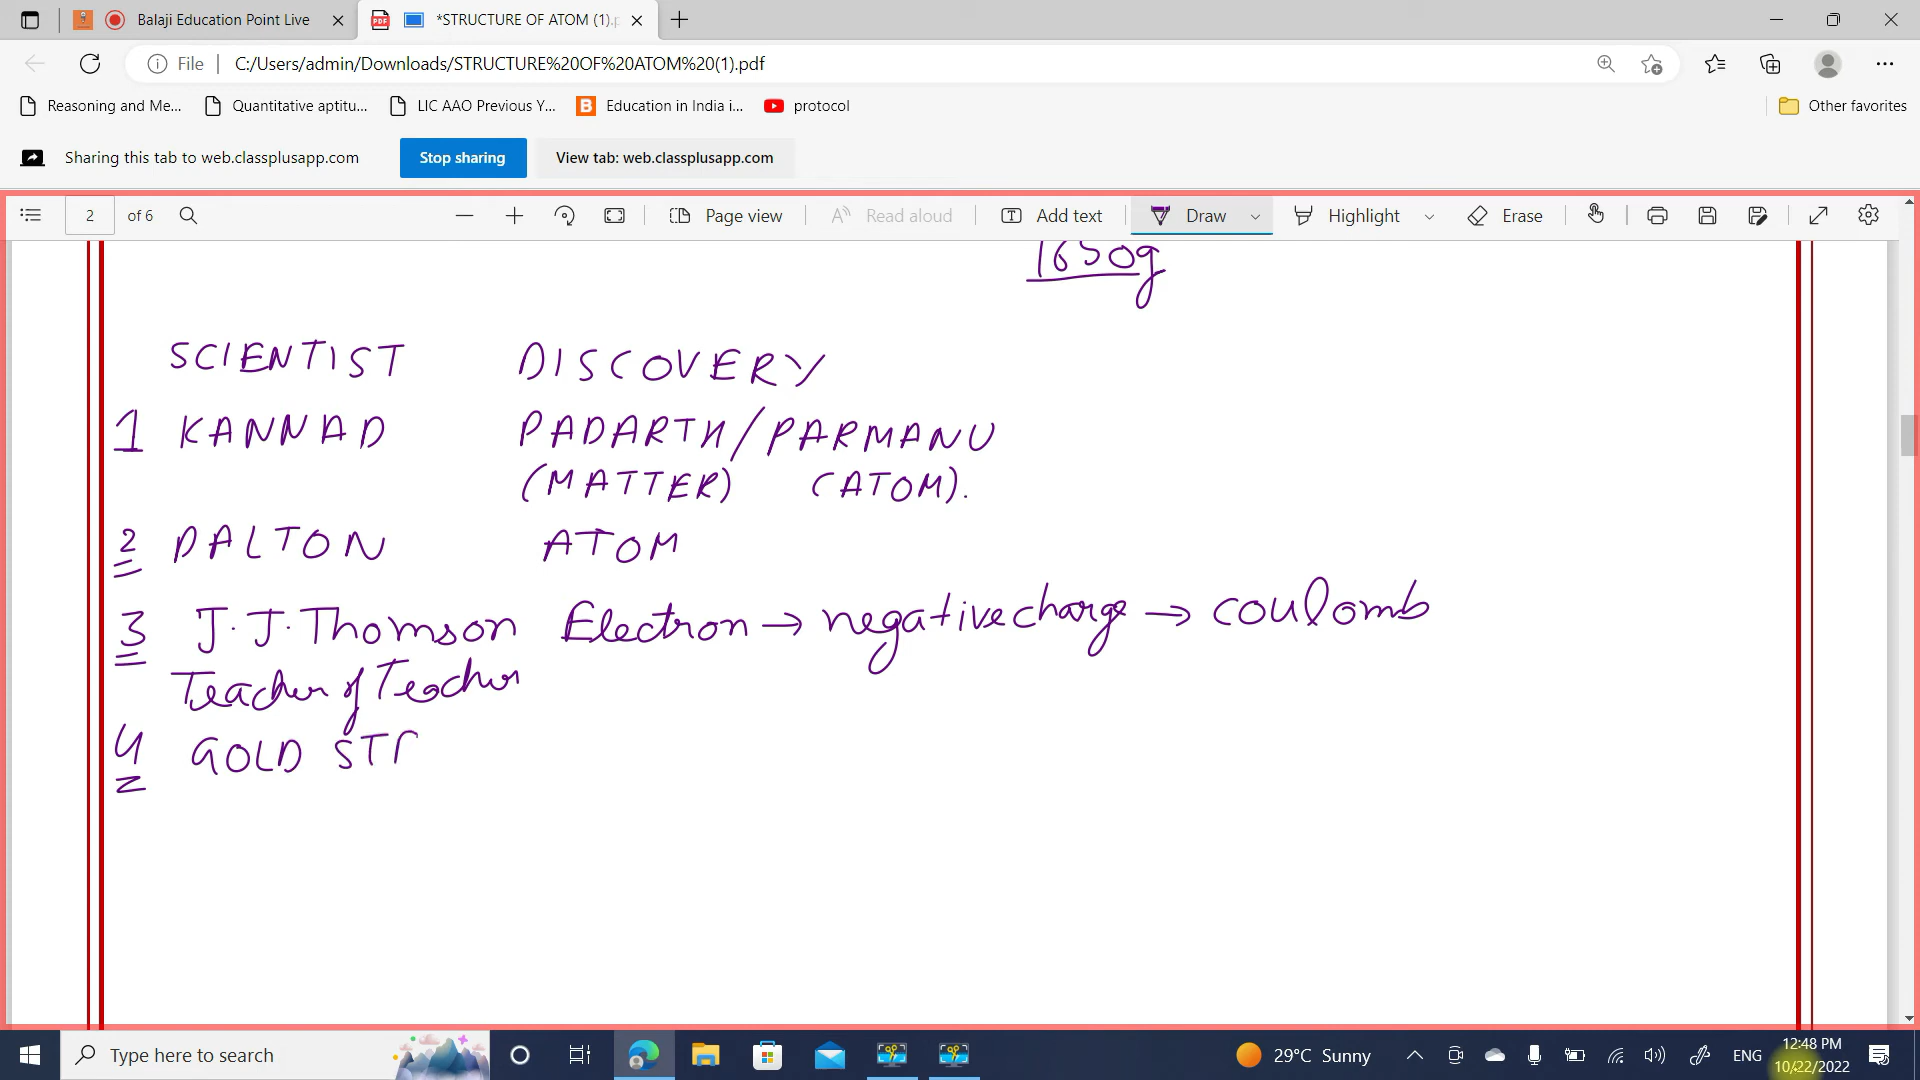 Balaji Education Point Live
*STRUCTURE OF ATOM (1).p
File C:/Users/admin/Downloads/STRUCTURE%20OF%20ATOM%20(1).pdf
Reasoning and Me... Quantitative aptitu... LIC AAO Previous Y... Education in India i... protocol Other favorites
Sharing this tab to web.classplusapp.com Stop sharing View tab: web.classplusapp.com
2 of 6 Page view Read aloud Add text Draw Highlight Erase
1650g
SCIENTIST DISCOVERY
1 KANNAD PADARTH/PARMANU
(MATTER) (ATOM).
2 DALTON ATOM
3 J.J.Thomson Electron → negative charge → coulomb
Teacher of Teacher
4 GOLD ST
Type here to search 29°C Sunny ENG 12:48 PM
10/22/2022